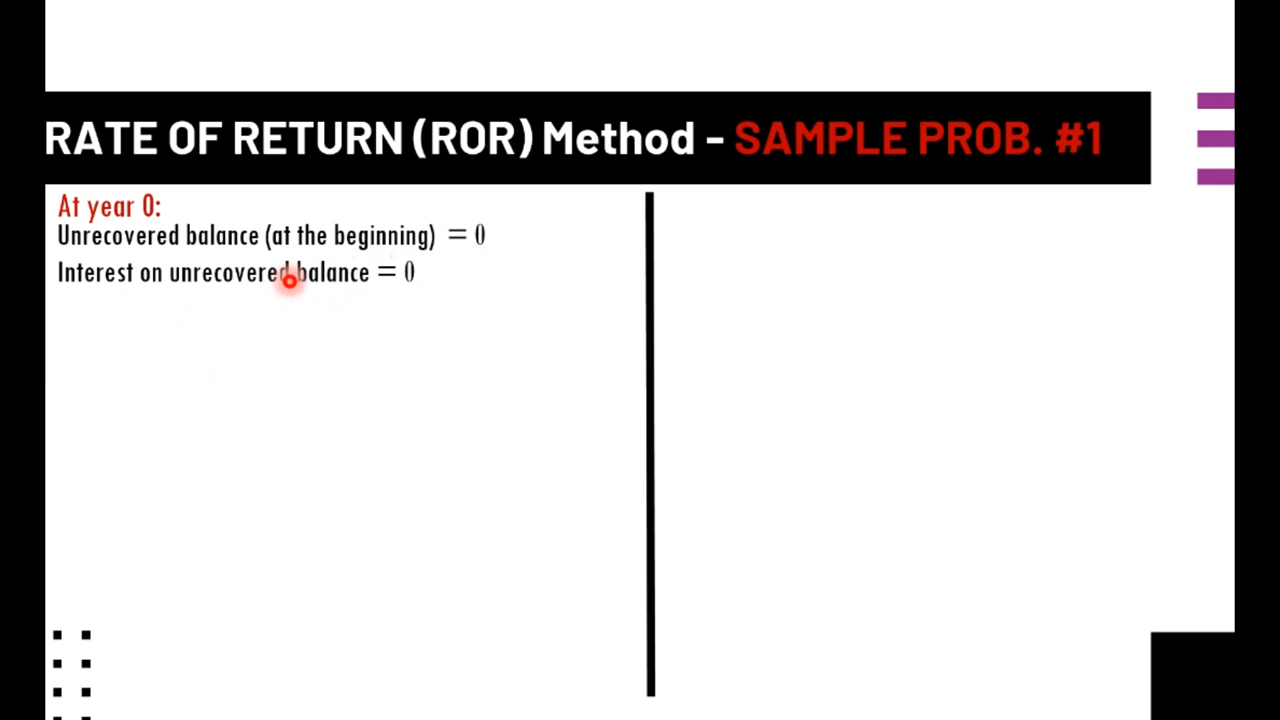 RATE OF RETURN (ROR) Method - SAMPLE PROB. #1
At year 0:
Unrecovered balance (at the beginning) = 0
Interest on unrecovered balance = 0